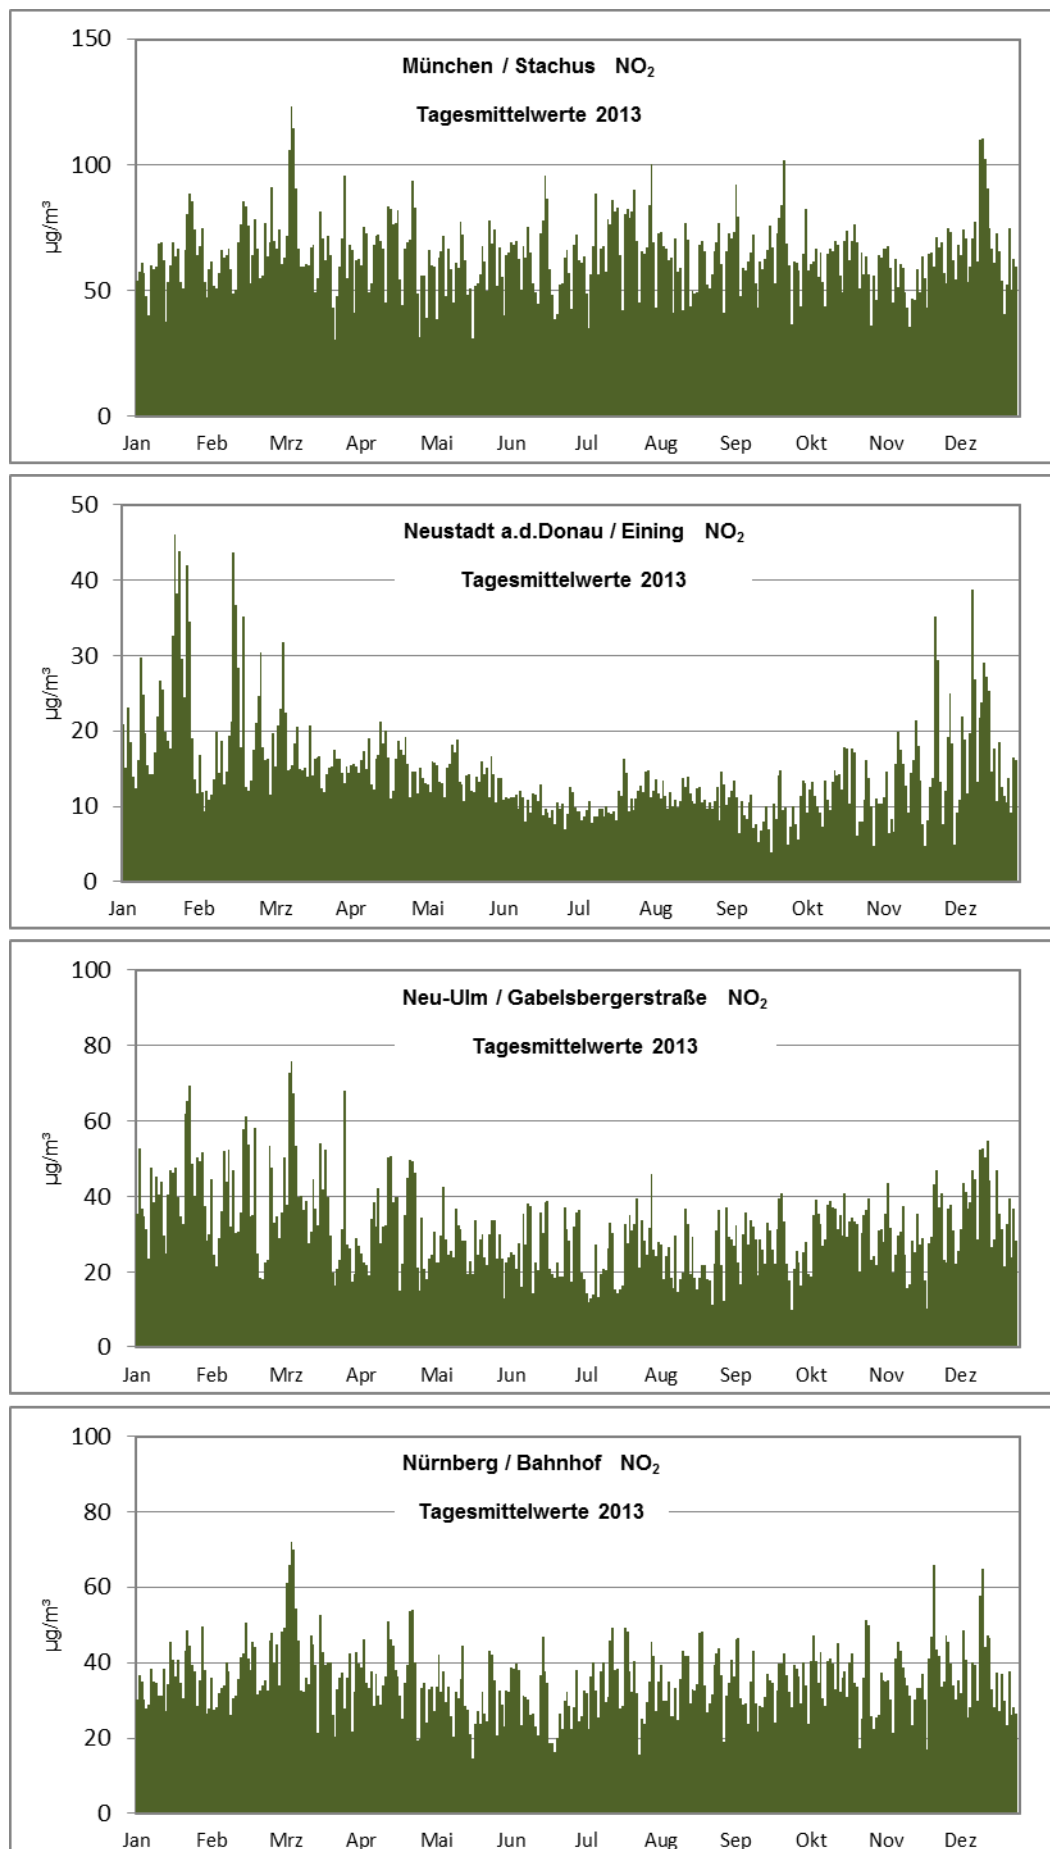 150
München / Stachus NO₂
Tagesmittelwerte 2013
100
µg/m³
50
0
Jan Feb Mrz Apr Mai Jun Jul Aug Sep Okt Nov Dez
50
Neustadt a.d.Donau / Eining NO₂
40
Tagesmittelwerte 2013
30
µg/m³
20
10
0
Jan Feb Mrz Apr Mai Jun Jul Aug Sep Okt Nov Dez
100
Neu-Ulm / Gabelsbergerstraße NO₂
80
Tagesmittelwerte 2013
60
µg/m³
40
20
0
Jan Feb Mrz Apr Mai Jun Jul Aug Sep Okt Nov Dez
100
Nürnberg / Bahnhof NO₂
80
Tagesmittelwerte 2013
60
µg/m³
40
20
0
Jan Feb Mrz Apr Mai Jun Jul Aug Sep Okt Nov Dez